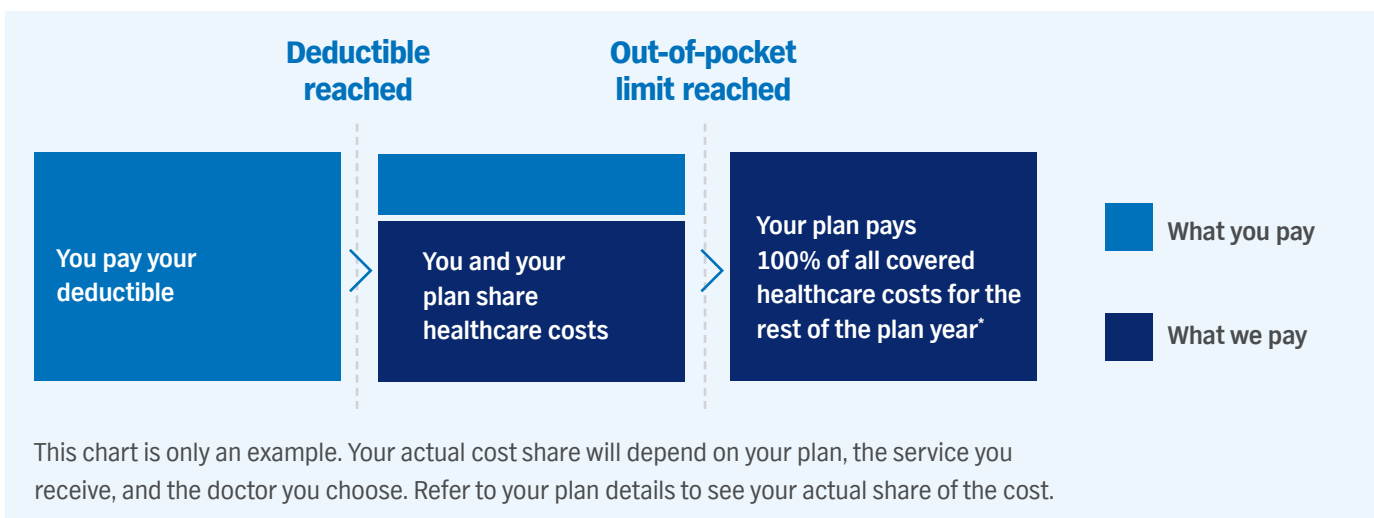 Deductible
reached
Out-of-pocket
limit reached
You pay your
deductible
You and your
plan share
healthcare costs
Your plan pays
100% of all covered
healthcare costs for the
rest of the plan year*
What you pay
What we pay
This chart is only an example. Your actual cost share will depend on your plan, the service you
receive, and the doctor you choose. Refer to your plan details to see your actual share of the cost.